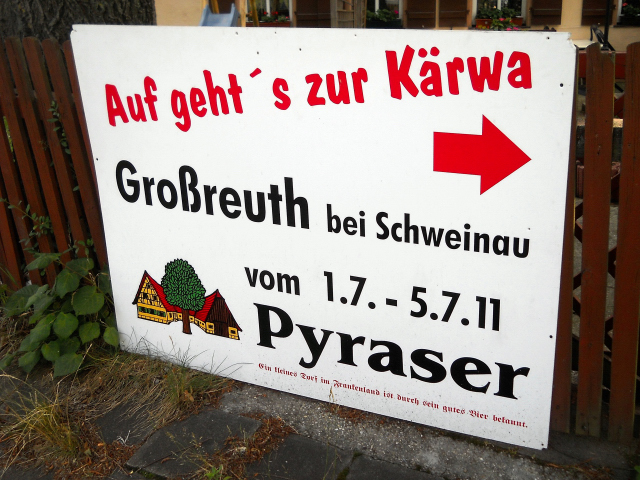 Auf geht´s zur Kärwa
Großreuth bei Schweinau
vom 1.7. - 5.7.11
Pyraser
Ein kleines Dorf im Frankenland ist durch sein gutes Bier bekannt.